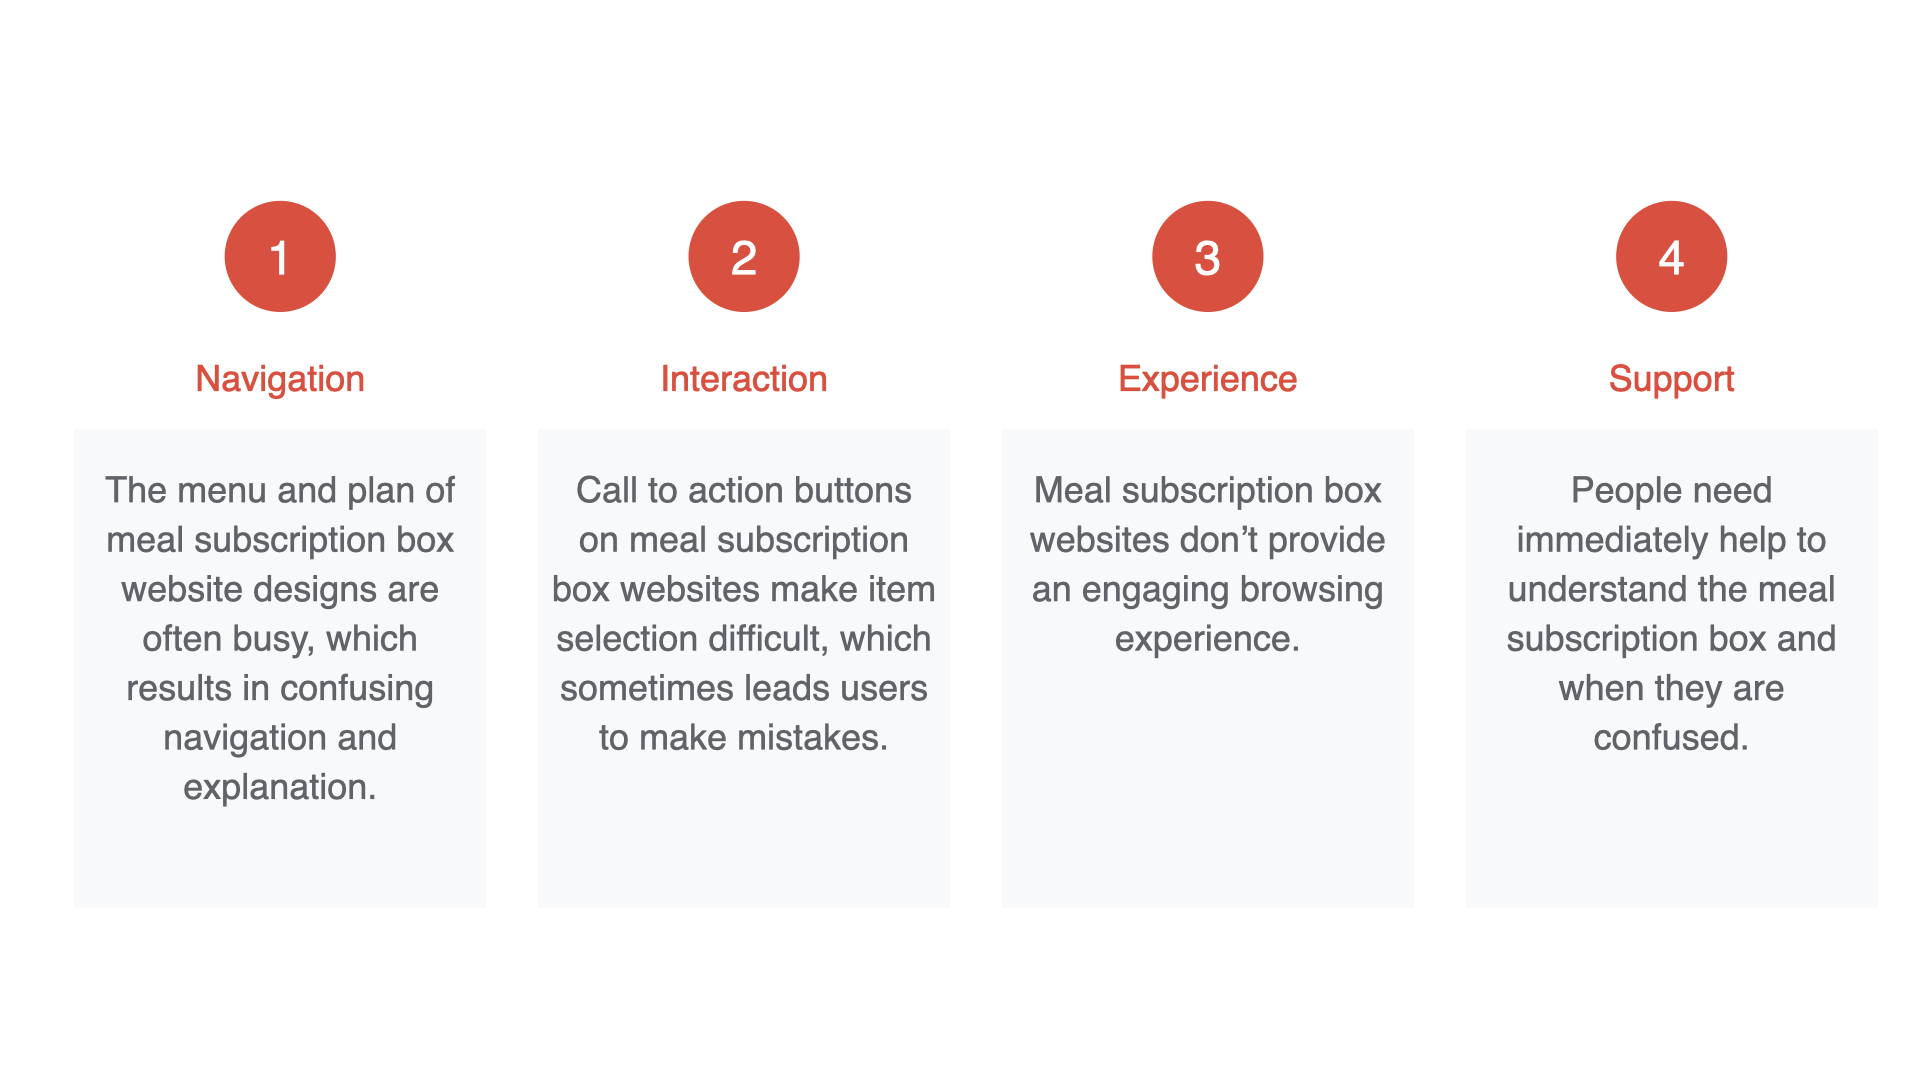 1
Navigation
The menu and plan of
meal subscription box
website designs are
often busy, which
results in confusing
navigation and
explanation.
2
Interaction
Call to action buttons
on meal subscription
box websites make item
selection difficult, which
sometimes leads users
to make mistakes.
3
Experience
Meal subscription box
websites don’t provide
an engaging browsing
experience.
4
Support
People need
immediately help to
understand the meal
subscription box and
when they are
confused.